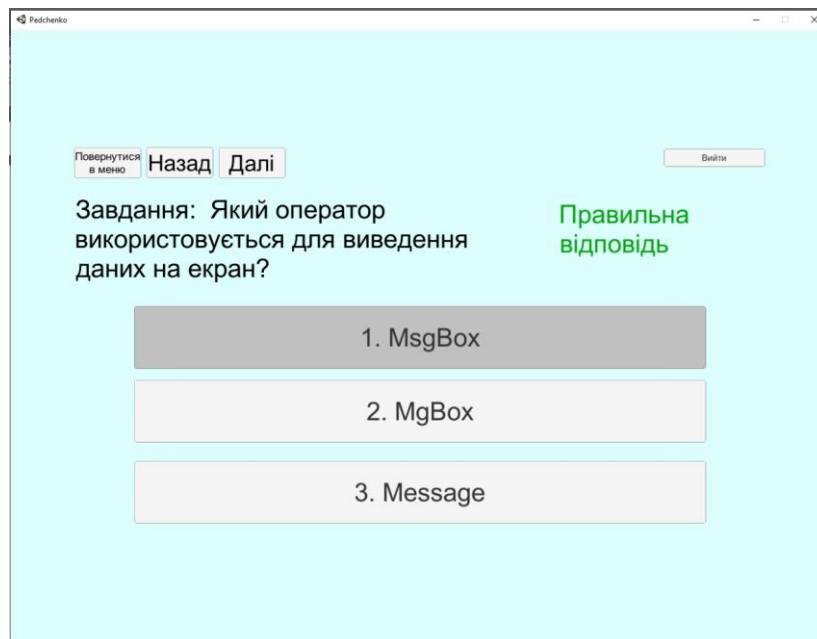 Pedchenko
Повернутися
в меню
Назад
Далі
Вийти
Завдання:  Який оператор
використовується для виведення
даних на екран?
Правильна
відповідь
1. MsgBox
2. MgBox
3. Message